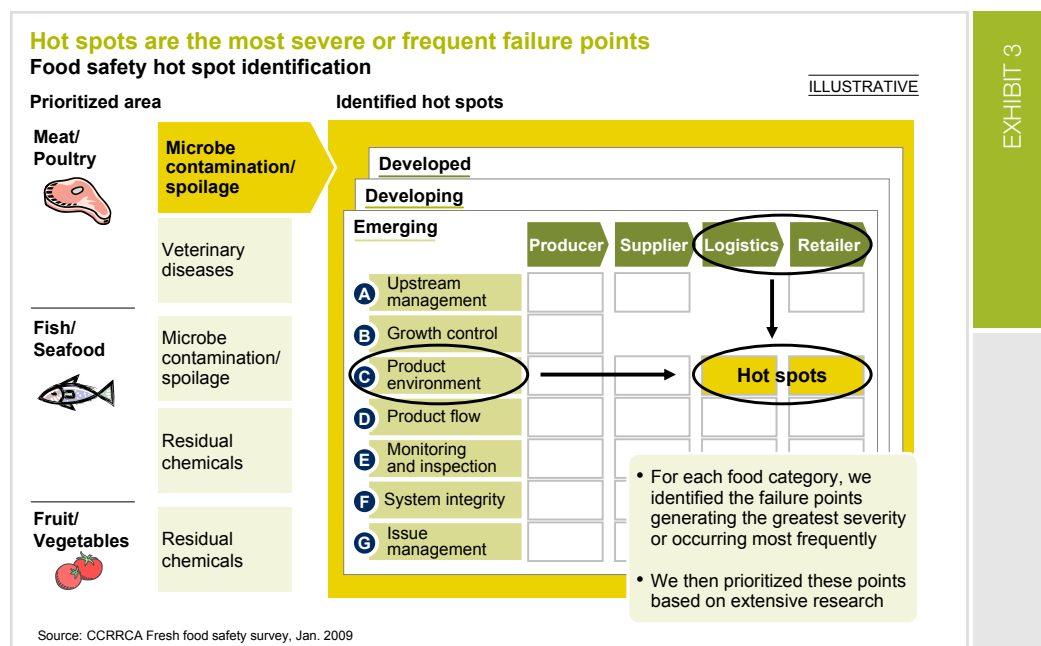 Hot spots are the most severe or frequent failure points
Food safety hot spot identification
ILLUSTRATIVE
EXHIBIT 3
Prioritized area
Identified hot spots
Meat/
Poultry
Microbe
contamination/
spoilage
Veterinary
diseases
Fish/
Seafood
Microbe
contamination/
spoilage
Residual
chemicals
Fruit/
Vegetables
Residual
chemicals
Developed
Developing
Emerging
Producer
Supplier
Logistics
Retailer
A Upstream
management
B Growth control
C Product
environment
Hot spots
D Product flow
E Monitoring
and inspection
F System integrity
G Issue
management
• For each food category, we
identified the failure points
generating the greatest severity
or occurring most frequently
• We then prioritized these points
based on extensive research
Source: CCRRCA Fresh food safety survey, Jan. 2009